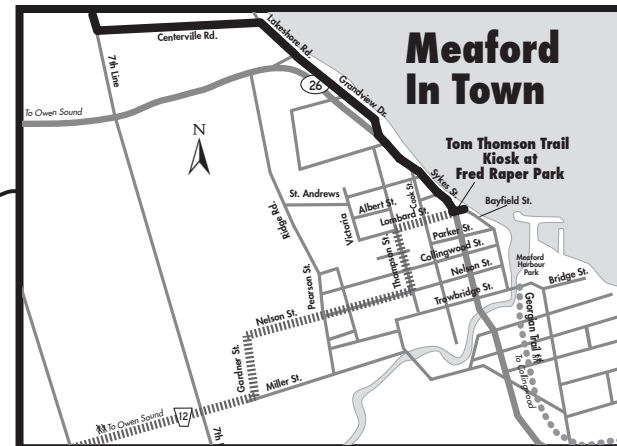 Meaford
In Town
Centerville Rd.
Lakeshore Rd.
7th Line
26
Grandview Dr.
To Owen Sound
N
Tom Thomson Trail
Kiosk at
Fred Raper Park
Sykes St.
Bayfield St.
St. Andrews
Albert St.
Cook St.
Lombard St.
Victoria
Ridge Rd.
Parker St.
Collingwood St.
Thompson St.
Nelson St.
Meaford
Harbour
Park
Bridge St.
Pearson St.
Trowbridge St.
Georgian Trail
Nelson St.
To Collingwood
Gardner St.
Miller St.
To Owen Sound
12
7th